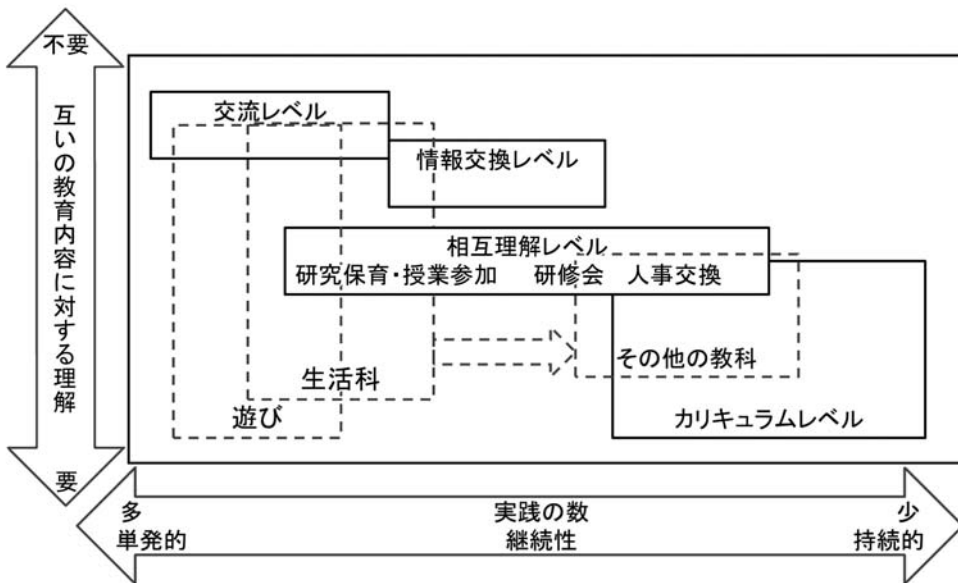 不要
互いの教育内容に対する理解
要
交流レベル
情報交換レベル
相互理解レベル
研究保育・授業参加 研修会 人事交換
その他の教科
生活科
遊び
カリキュラムレベル
多 実践の数 少
単発的 継続性 持続的